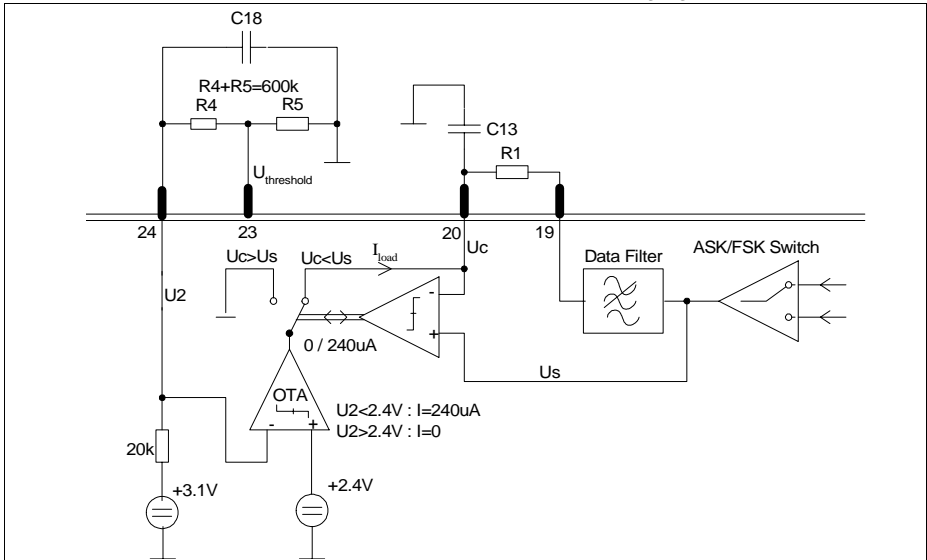 C18
R4+R5=600k
R4
R5
U threshold
C13
R1
24
23
20
19
Uc
Uc>Us
Uc<Us
I load
Data Filter
ASK/FSK Switch
U2
-
+
0 / 240uA
Us
OTA
- +
U2<2.4V : I=240uA
U2>2.4V : I=0
20k
+3.1V
+2.4V